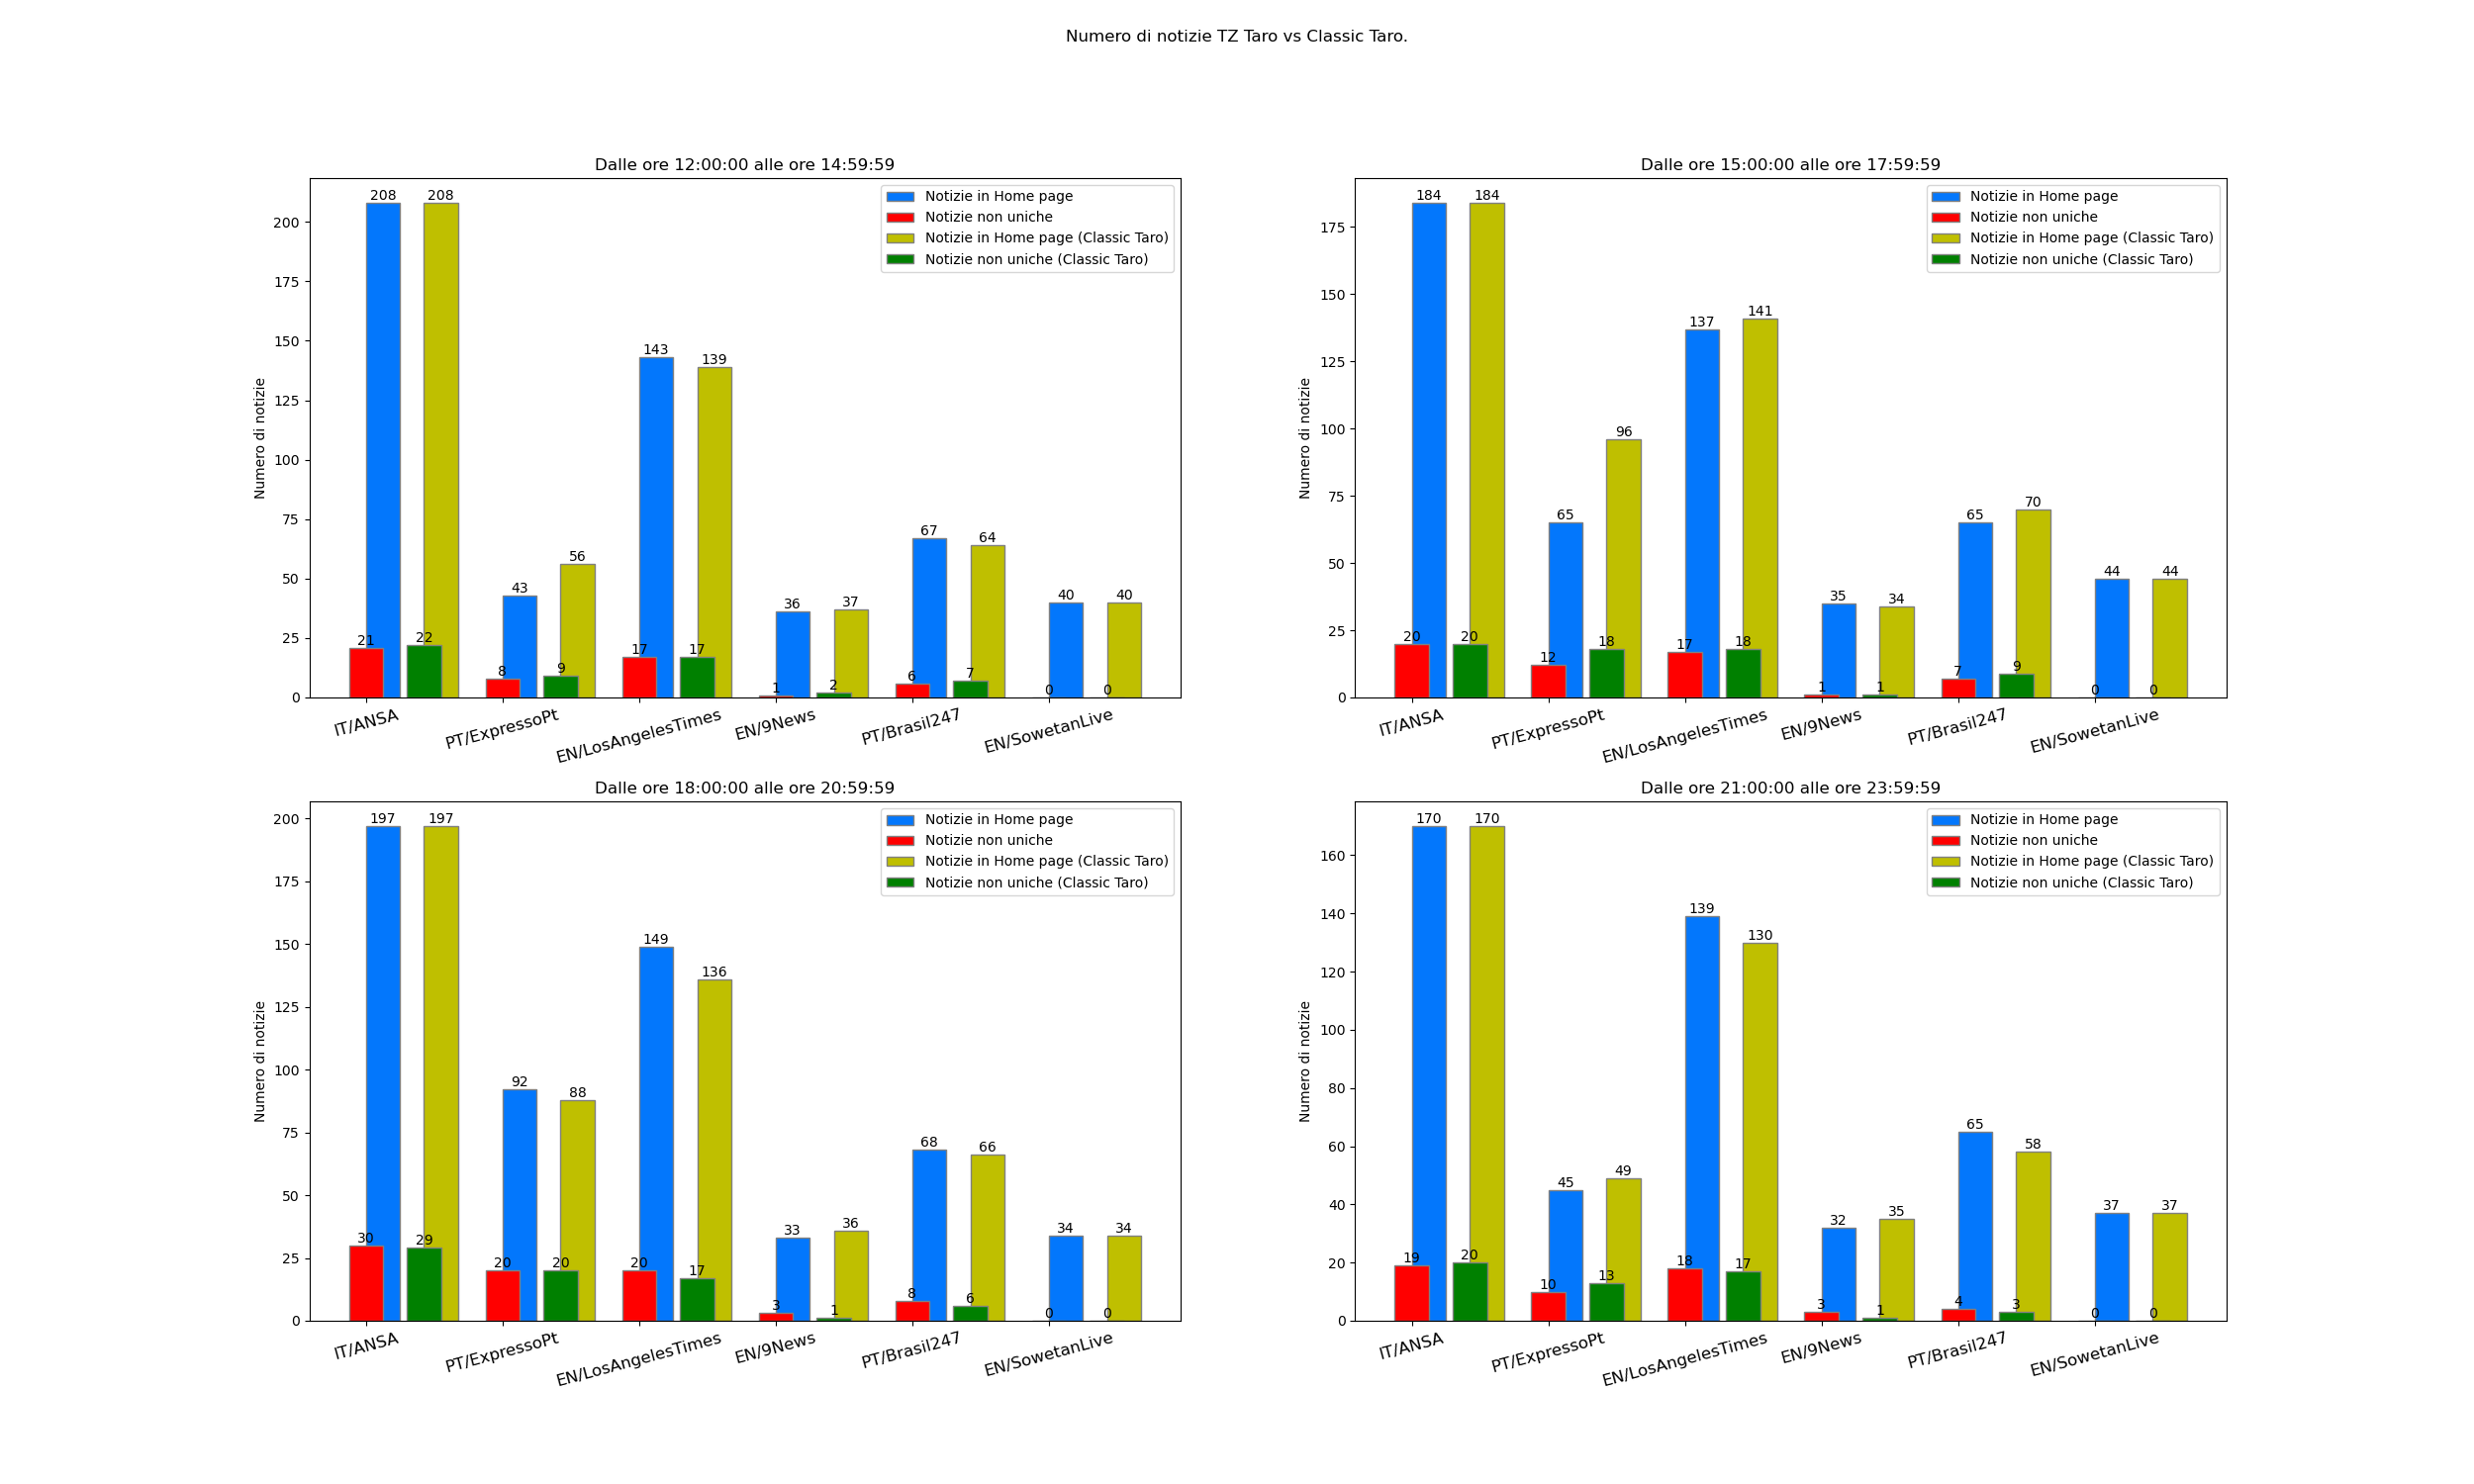 Numero di notizie TZ Taro vs Classic Taro.
Dalle ore 12:00:00 alle ore 14:59:59
Numero di notizie
200
175
150
125
100
75
50
25
0
Notizie in Home page
Notizie non uniche
Notizie in Home page (Classic Taro)
Notizie non uniche (Classic Taro)
208 208
143 139
43 56
36 37
67 64
40 40
21 22 8 9 17 17 1 2 6 7 0 0
IT/ANSA PT/ExpressoPt EN/LosAngelesTimes EN/9News PT/Brasil247 EN/SowetanLive
Dalle ore 15:00:00 alle ore 17:59:59
Numero di notizie
175
150
125
100
75
50
25
0
Notizie in Home page
Notizie non uniche
Notizie in Home page (Classic Taro)
Notizie non uniche (Classic Taro)
184 184
137 141
65 96
35 34
65 70
44 44
20 20 12 18 17 18 1 1 7 9 0 0
IT/ANSA PT/ExpressoPt EN/LosAngelesTimes EN/9News PT/Brasil247 EN/SowetanLive
Dalle ore 18:00:00 alle ore 20:59:59
Numero di notizie
200
175
150
125
100
75
50
25
0
Notizie in Home page
Notizie non uniche
Notizie in Home page (Classic Taro)
Notizie non uniche (Classic Taro)
197 197
149 136
92 88
33 36
68 66
34 34
30 29 20 20 20 17 3 1 8 6 0 0
IT/ANSA PT/ExpressoPt EN/LosAngelesTimes EN/9News PT/Brasil247 EN/SowetanLive
Dalle ore 21:00:00 alle ore 23:59:59
Numero di notizie
160
140
120
100
80
60
40
20
0
Notizie in Home page
Notizie non uniche
Notizie in Home page (Classic Taro)
Notizie non uniche (Classic Taro)
170 170
139 130
45 49
32 35
65 58
37 37
19 20 10 13 18 17 3 1 4 3 0 0
IT/ANSA PT/ExpressoPt EN/LosAngelesTimes EN/9News PT/Brasil247 EN/SowetanLive